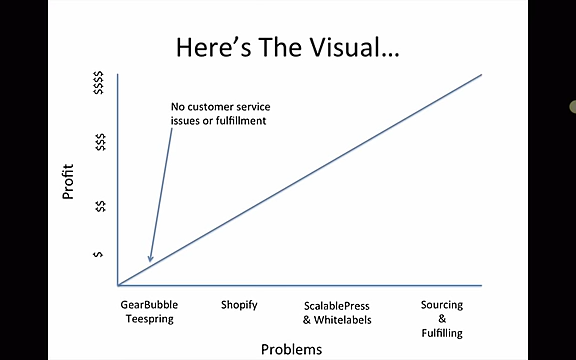 Here's The Visual...
$$$$
No customer service
issues or fulfillment
$$$
Profit
$$
$
GearBubble
Teespring
Shopify
ScalablePress
& Whitelabels
Sourcing
&
Fulfilling
Problems